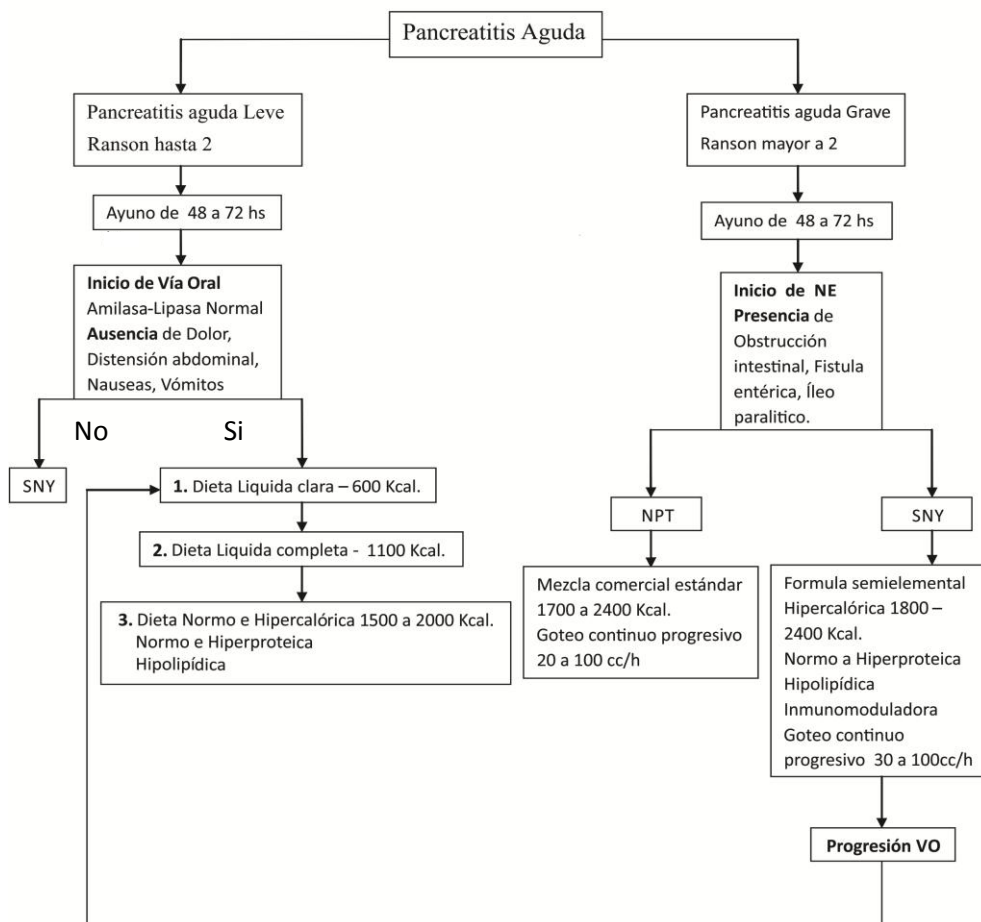 Pancreatitis Aguda
Pancreatitis aguda Leve
Ranson hasta 2
Ayuno de 48 a 72 hs
Inicio de Vía Oral
Amilasa-Lipasa Normal
Ausencia de Dolor,
Distensión abdominal,
Nauseas, Vómitos
No
Si
SNY
1. Dieta Liquida clara – 600 Kcal.
2. Dieta Liquida completa - 1100 Kcal.
3. Dieta Normo e Hipercalórica 1500 a 2000 Kcal.
Normo e Hiperproteica
Hipolipídica
Pancreatitis aguda Grave
Ranson mayor a 2
Ayuno de 48 a 72 hs
Inicio de NE
Presencia de
Obstrucción
intestinal, Fistula
entérica, Íleo
paralitico.
NPT
SNY
Mezcla comercial estándar
1700 a 2400 Kcal.
Goteo continuo progresivo
20 a 100 cc/h
Formula semielemental
Hipercalórica 1800 –
2400 Kcal.
Normo a Hiperproteica
Hipolipídica
Inmunomoduladora
Goteo continuo
progresivo 30 a 100cc/h
Progresión VO